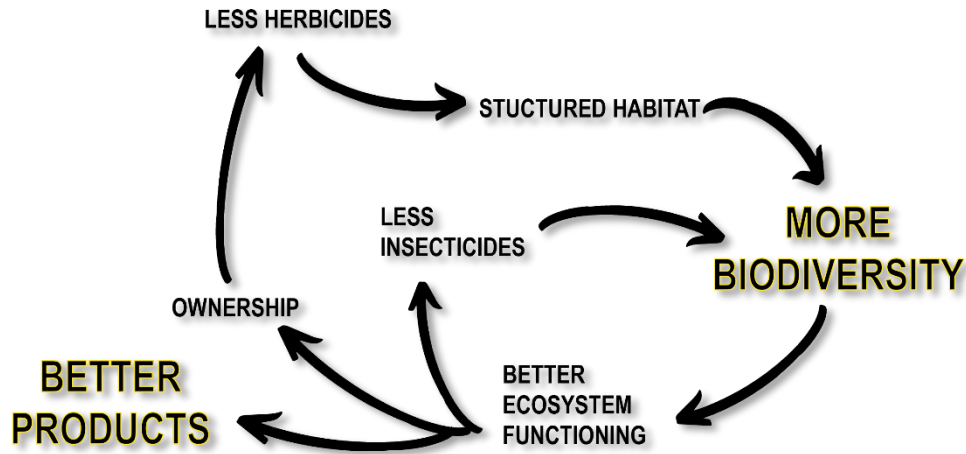 LESS HERBICIDES
STUCTURED HABITAT
MORE
BIODIVERSITY
LESS
INSECTICIDES
OWNERSHIP
BETTER
PRODUCTS
BETTER
ECOSYSTEM
FUNCTIONING